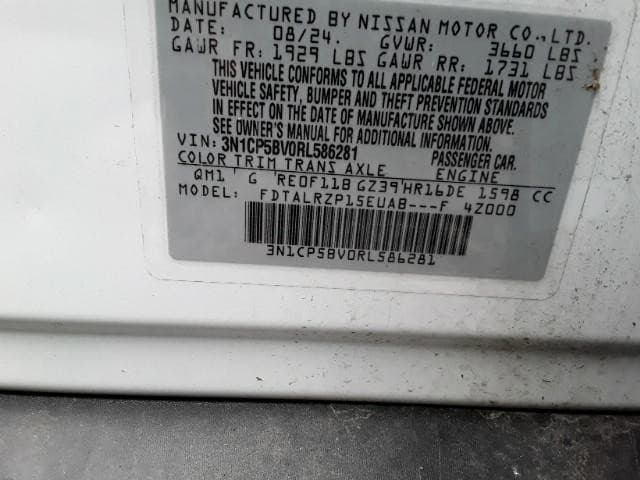 MANUFACTURED BY NISSAN MOTOR CO.,LTD.
DATE: 08/24. GVWR: 3660 LBS
GAWR FR: 1929 LBS GAWR RR: 1731 LBS
THIS VEHICLE CONFORMS TO ALL APPLICABLE FEDERAL MOTOR
VEHICLE SAFETY, BUMPER AND THEFT PREVENTION STANDARDS
IN EFFECT ON THE DATE OF MANUFACTURE SHOWN ABOVE.
SEE OWNER'S MANUAL FOR ADDITIONAL INFORMATION.
VIN: 3N1CP5BV0RL586281 PASSENGER CAR.
COLOR TRIM TRANS AXLE ENGINE
QM1 G RE0F11B GZ39 HR16DE 1598 CC
MODEL: FDTALRZP15EUAB---F 4Z000
3N1CP5BV0RL586281